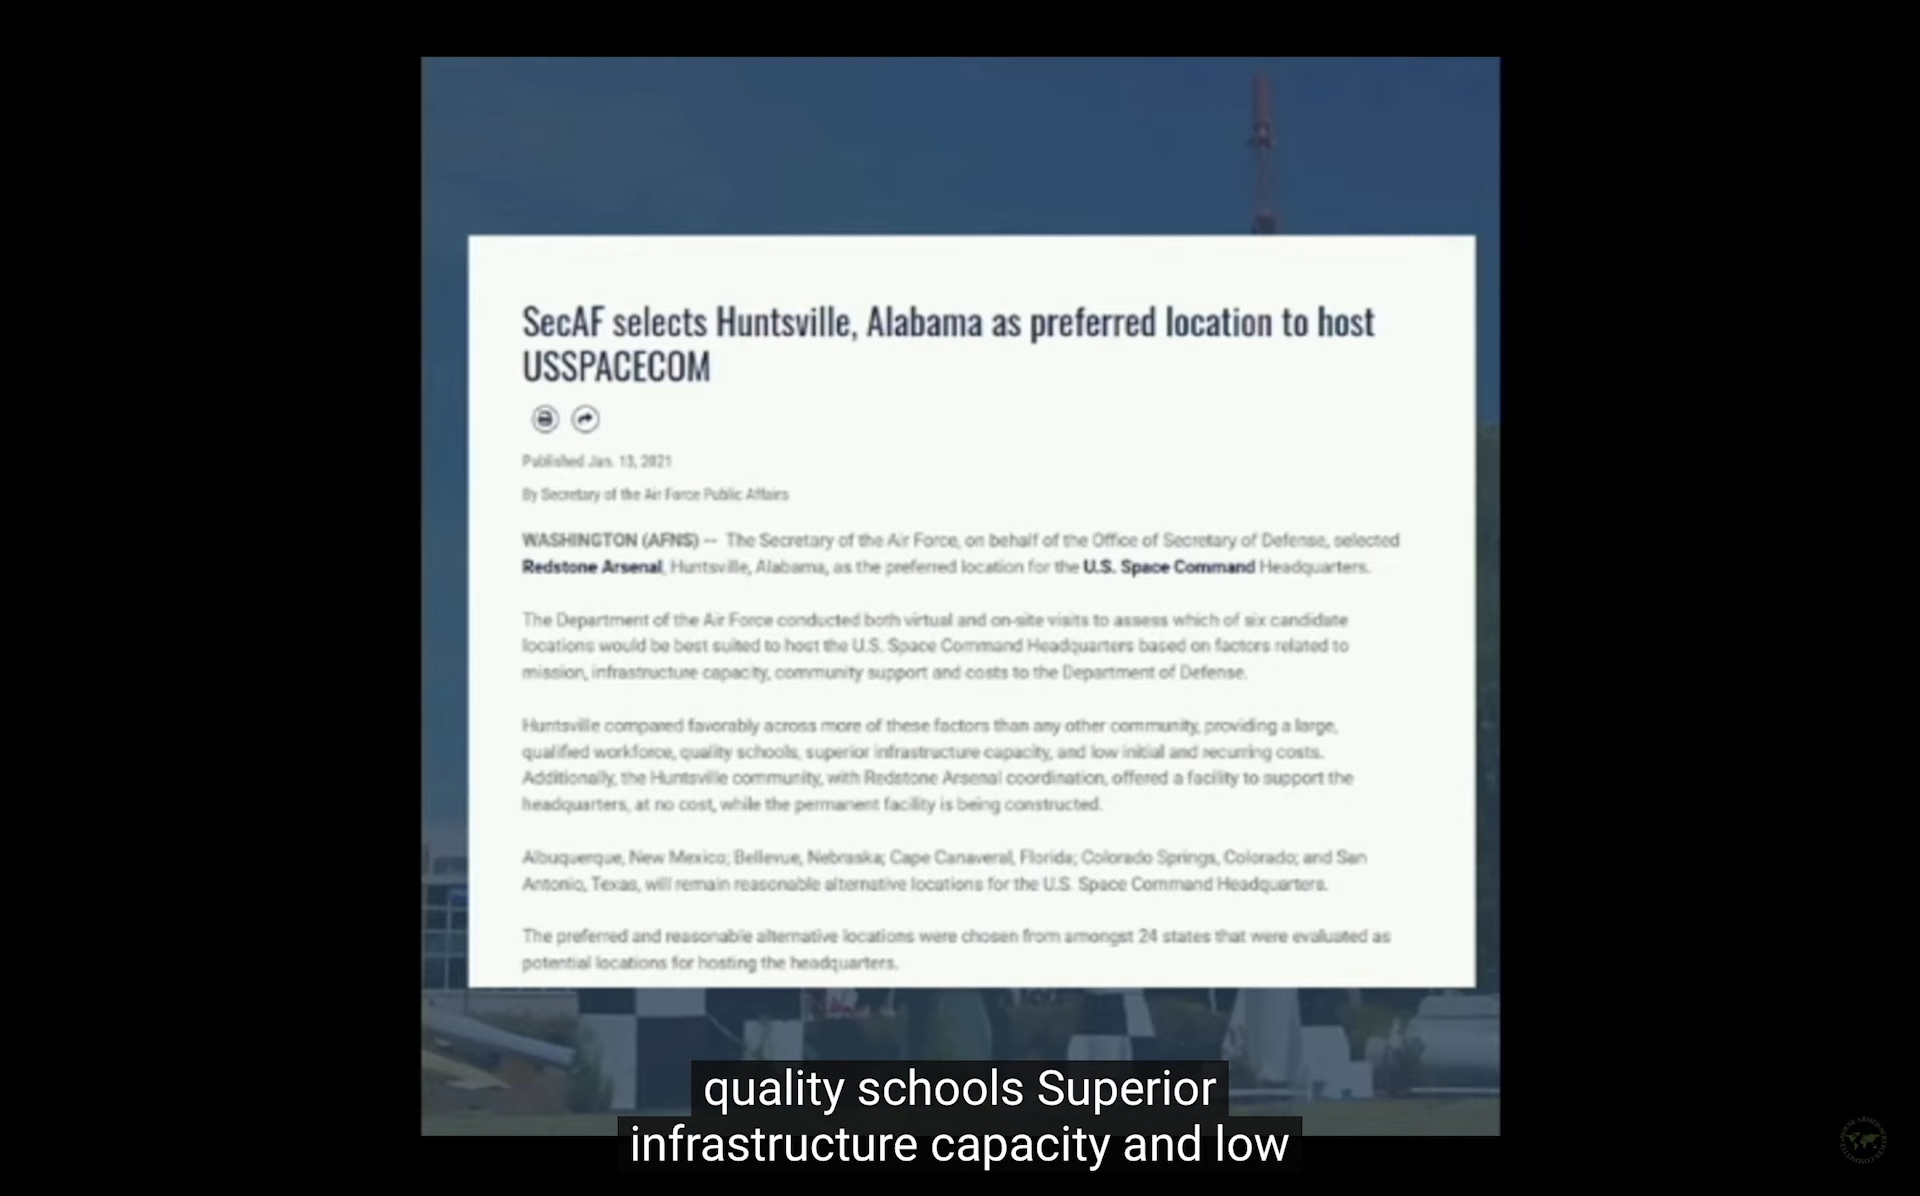 SecAF selects Huntsville, Alabama as preferred location to host
USSPACECOM
Published Jan. 13, 2021
By Secretary of the Air Force Public Affairs
WASHINGTON (AFNS) -- The Secretary of the Air Force, on behalf of the Office of Secretary of Defense, selected
Redstone Arsenal, Huntsville, Alabama, as the preferred location for the U.S. Space Command Headquarters.
The Department of the Air Force conducted both virtual and on-site visits to assess which of six candidate
locations would be best suited to host the U.S. Space Command Headquarters based on factors related to
mission, infrastructure capacity, community support and costs to the Department of Defense.
Huntsville compared favorably across more of these factors than any other community, providing a large,
qualified workforce, quality schools, superior infrastructure capacity, and low initial and recurring costs.
Additionally, the Huntsville community, with Redstone Arsenal coordination, offered a facility to support the
headquarters, at no cost, while the permanent facility is being constructed.
Albuquerque, New Mexico; Bellevue, Nebraska; Cape Canaveral, Florida; Colorado Springs, Colorado; and San
Antonio, Texas, will remain reasonable alternative locations for the U.S. Space Command Headquarters.
The preferred and reasonable alternative locations were chosen from amongst 24 states that were evaluated as
potential locations for hosting the headquarters.
quality schools Superior
infrastructure capacity and low